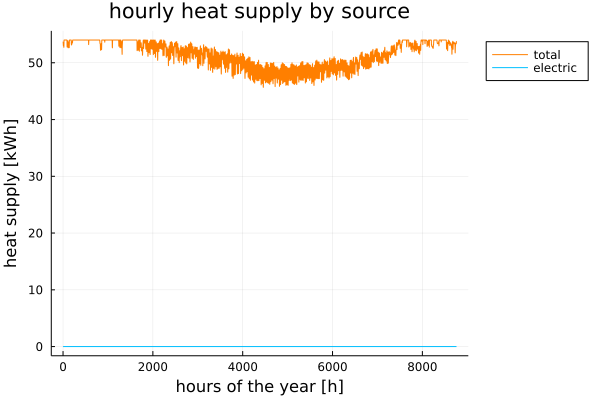 hourly heat supply by source
heat supply [kWh]
50
40
30
20
10
0
0 2000 4000 6000 8000
hours of the year [h]
total
electric